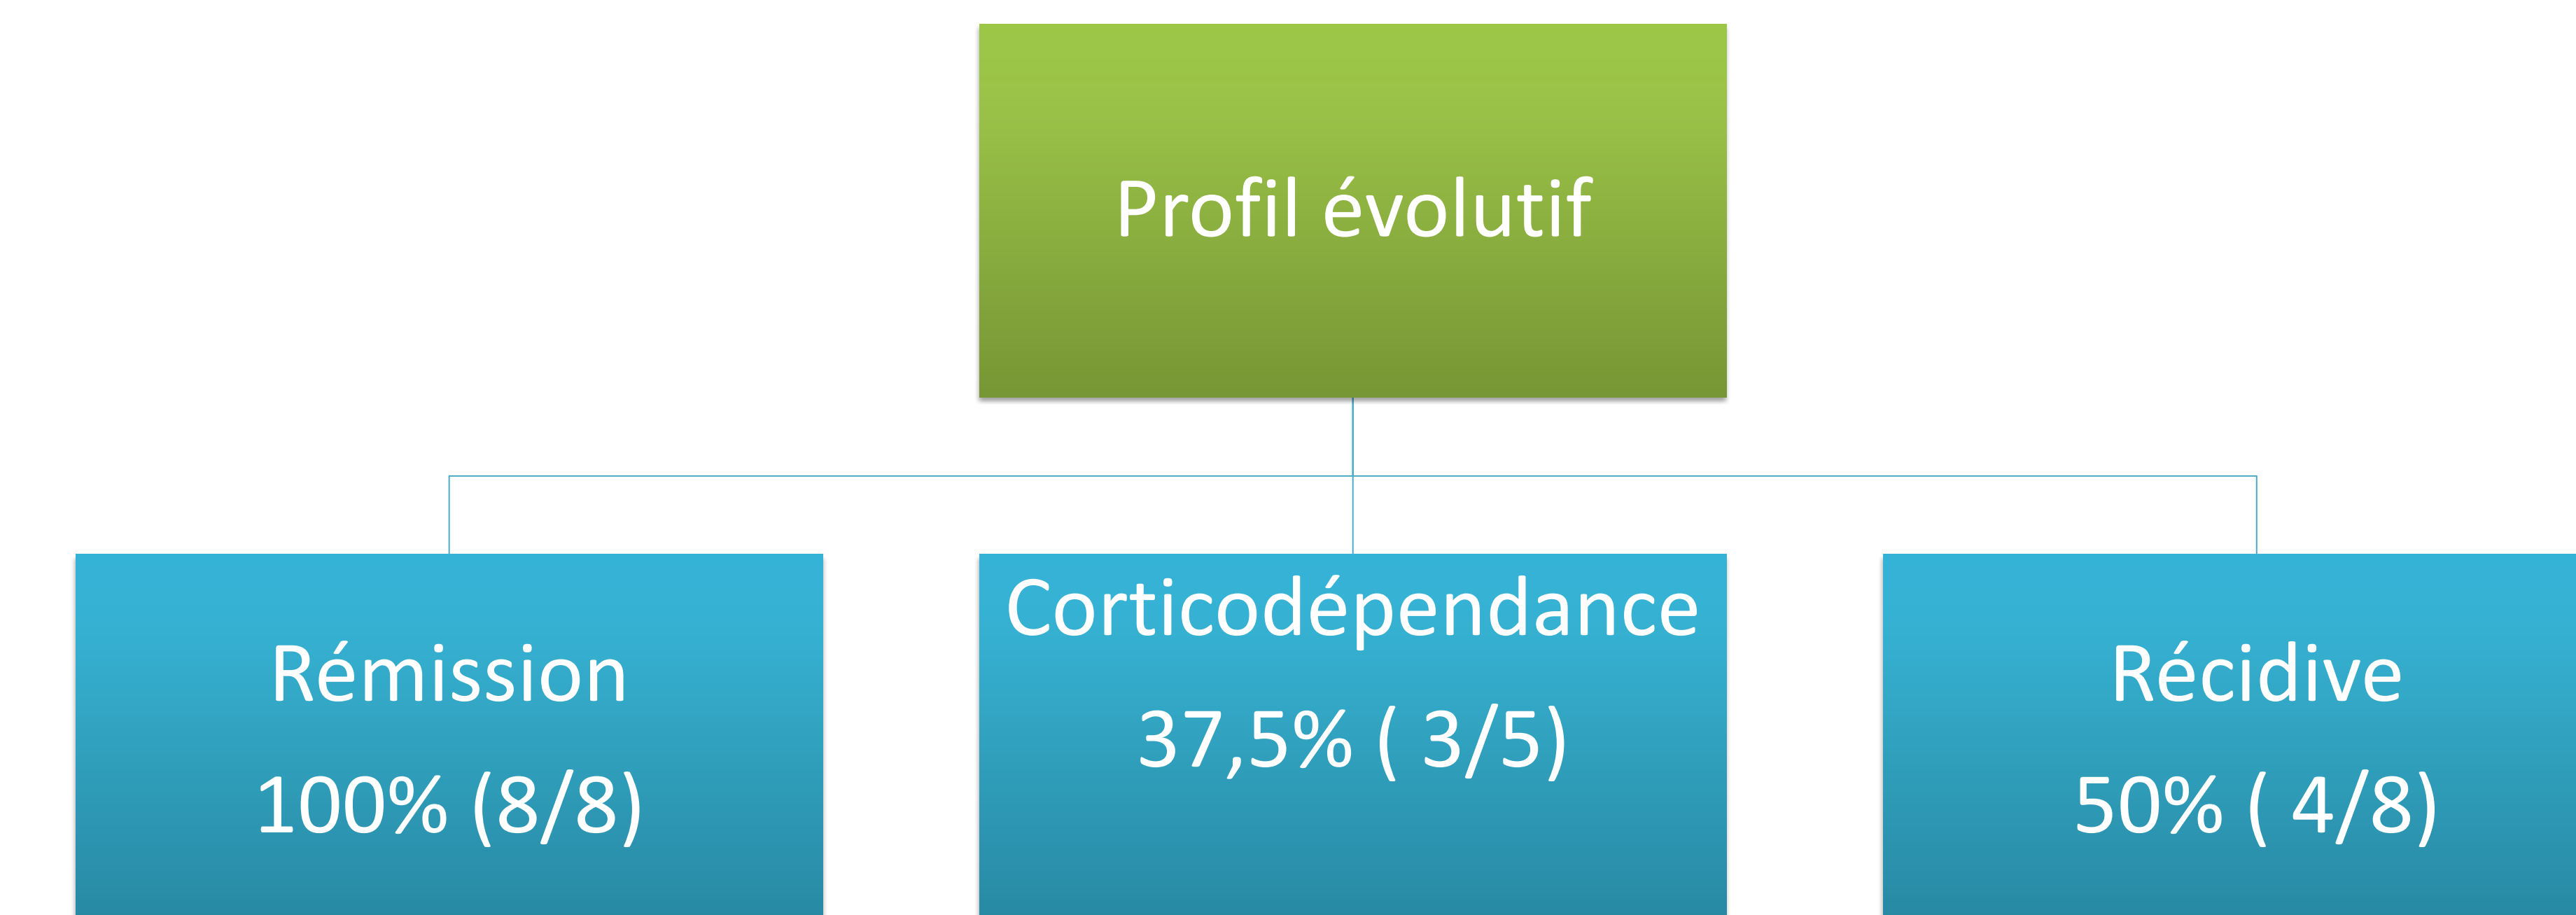 Profil évolutif
Rémission
100% (8/8)
Corticodépendance
37,5% ( 3/5)
Récidive
50% ( 4/8)